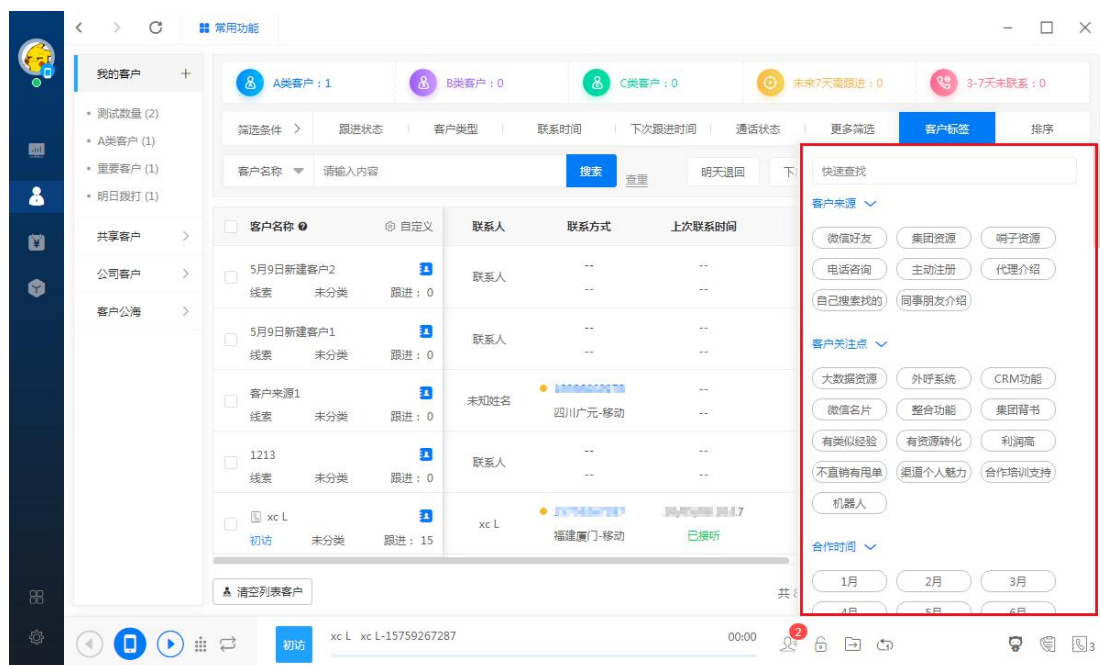 常用功能
我的客户 +
测试数量 (2)
A类客户 (1)
重要客户 (1)
明日拨打 (1)
共享客户
公司客户
客户公海
A类客户：1 B类客户：0 C类客户：0 未来7天需跟进：0 3-7天未联系：0
筛选条件 跟进状态 客户类型 联系时间 下次跟进时间 通话状态 更多筛选 客户标签 排序
客户名称 请输入内容 搜索 查重 明天退回 下
客户名称 自定义 联系人 联系方式 上次联系时间
5月9日新建客户2 -- --
线索 未分类 跟进：0 联系人 -- --
5月9日新建客户1 -- --
线索 未分类 跟进：0 联系人 -- --
客户来源1 --
线索 未分类 跟进：0 未知姓名 四川广元-移动 --
1213 -- --
线索 未分类 跟进：0 联系人 -- --
xc L
初访 未分类 跟进：15 xc L 福建厦门-移动 已接听
清空列表客户 共
快速查找
客户来源
微信好友 集团资源 哨子资源
电话咨询 主动注册 代理介绍
自己搜索找的 同事朋友介绍
客户关注点
大数据资源 外呼系统 CRM功能
微信名片 整合功能 集团背书
有类似经验 有资源转化 利润高
不直销有甩单 渠道个人魅力 合作培训支持
机器人
合作时间
1月 2月 3月
4月 5月 6月
初访 xc L xc L-15759267287 00:00 2 3